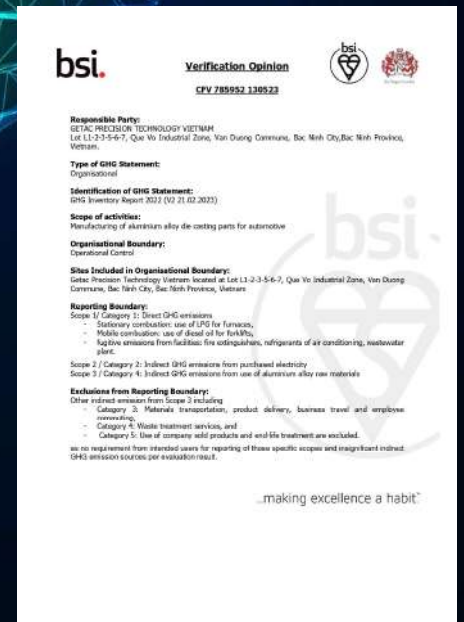 bsi.
Verification Opinion
bsi.
CFV 785952 130523
Responsible Party:
GETAC PRECISION TECHNOLOGY VIETNAM
Lot L1-2-3-5-6-7, Que Vo Industrial Zone, Van Duong Commune, Bac Ninh City,Bac Ninh Province,
Vietnam.
Type of GHG Statement:
Organisational
Identification of GHG Statement:
GHG Inventory Report 2022 (V2 21.02.2023)
Scope of activities:
Manufacturing of aluminium alloy die-casting parts for automotive
Organisational Boundary:
Operational Control
Sites Included in Organisational Boundary:
Getac Precision Technology Vietnam located at Lot L1-2-3-5-6-7, Que Vo Industrial Zone, Van Duong
Commune, Bac Ninh City, Bac Ninh Province, Vietnam
Reporting Boundary:
Scope 1/ Category 1: Direct GHG emissions
- Stationary combustion: use of LPG for furnaces,
- Mobile combustion: use of diesel oil for forklifts,
- fugitive emissions from facilities: fire extinguishers, refrigerants of air conditioning, wastewater
plant.
Scope 2 / Category 2: Indirect GHG emissions from purchased electricity
Scope 3 / Category 4: Indirect GHG emissions from use of aluminium alloy raw materials
Exclusions from Reporting Boundary:
Other indirect emission from Scope 3 including
- Category 3: Materials transportation, product delivery, business travel and employee
commuting,
- Category 4: Waste treatment services, and
- Category 5: Use of company sold products and end-life treatment are excluded.
as no requirement from intended users for reporting of these specific scopes and insignificant indirect
GHG emission sources per evaluation result.
bsi.
...making excellence a habit.™